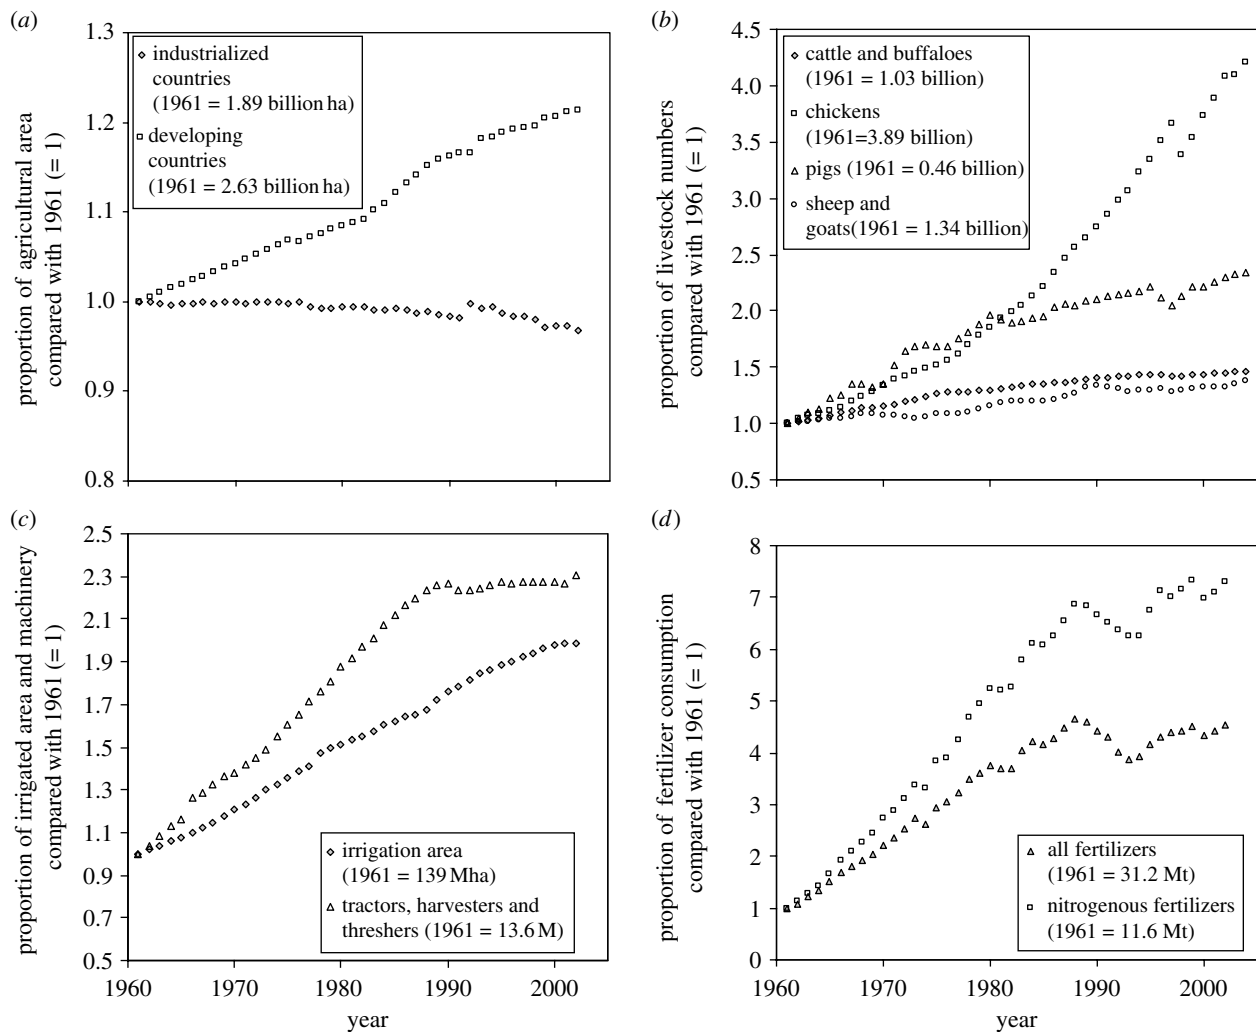 (a)
1.3
1.2
1.1
1.0
0.9
0.8
proportion of agricultural area
compared with 1961 (= 1)
industrialized
countries
(1961 = 1.89 billion ha)
developing
countries
(1961 = 2.63 billion ha)
(b)
4.5
4.0
3.5
3.0
2.5
2.0
1.5
1.0
0.5
proportion of livestock numbers
compared with 1961 (= 1)
cattle and buffaloes
(1961 = 1.03 billion)
chickens
(1961=3.89 billion)
pigs (1961 = 0.46 billion)
sheep and
goats(1961 = 1.34 billion)
(c)
2.5
2.3
2.1
1.9
1.7
1.5
1.3
1.1
0.9
0.7
0.5
proportion of irrigated area and machinery
compared with 1961 (= 1)
irrigation area
(1961 = 139 Mha)
tractors, harvesters and
threshers (1961 = 13.6 M)
1960 1970 1980 1990 2000
year
(d)
8
7
6
5
4
3
2
1
0
proportion of fertilizer consumption
compared with 1961 (= 1)
all fertilizers
(1961 = 31.2 Mt)
nitrogenous fertilizers
(1961 = 11.6 Mt)
1960 1970 1980 1990 2000
year